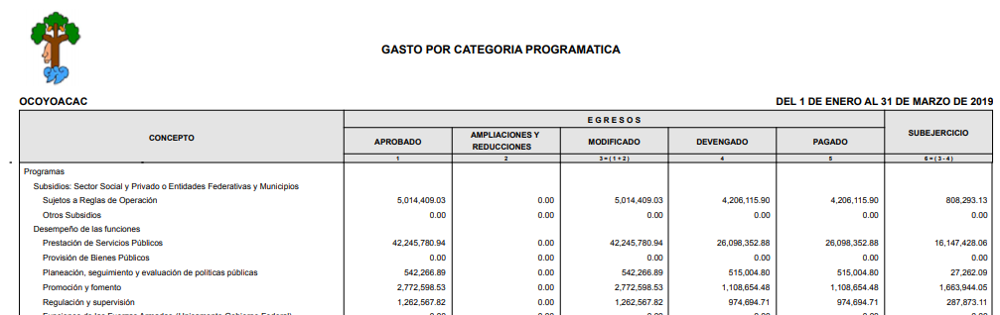 GASTO POR CATEGORIA PROGRAMATICA
OCOYOACAC DEL 1 DE ENERO AL 31 DE MARZO DE 2019
CONCEPTO E G R E S O S SUBEJERCICIO
APROBADO AMPLIACIONES Y REDUCCIONES MODIFICADO DEVENGADO PAGADO
1 2 3 = ( 1 + 2 ) 4 5 6 = ( 3 - 4 )
Programas
Subsidios: Sector Social y Privado o Entidades Federativas y Municipios
Sujetos a Reglas de Operación 5,014,409.03 0.00 5,014,409.03 4,206,115.90 4,206,115.90 808,293.13
Otros Subsidios 0.00 0.00 0.00 0.00 0.00 0.00
Desempeño de las funciones
Prestación de Servicios Públicos 42,245,780.94 0.00 42,245,780.94 26,098,352.88 26,098,352.88 16,147,428.06
Provisión de Bienes Públicos 0.00 0.00 0.00 0.00 0.00 0.00
Planeación, seguimiento y evaluación de políticas públicas 542,266.89 0.00 542,266.89 515,004.80 515,004.80 27,262.09
Promoción y fomento 2,772,598.53 0.00 2,772,598.53 1,108,654.48 1,108,654.48 1,663,944.05
Regulación y supervisión 1,262,567.82 0.00 1,262,567.82 974,694.71 974,694.71 287,873.11